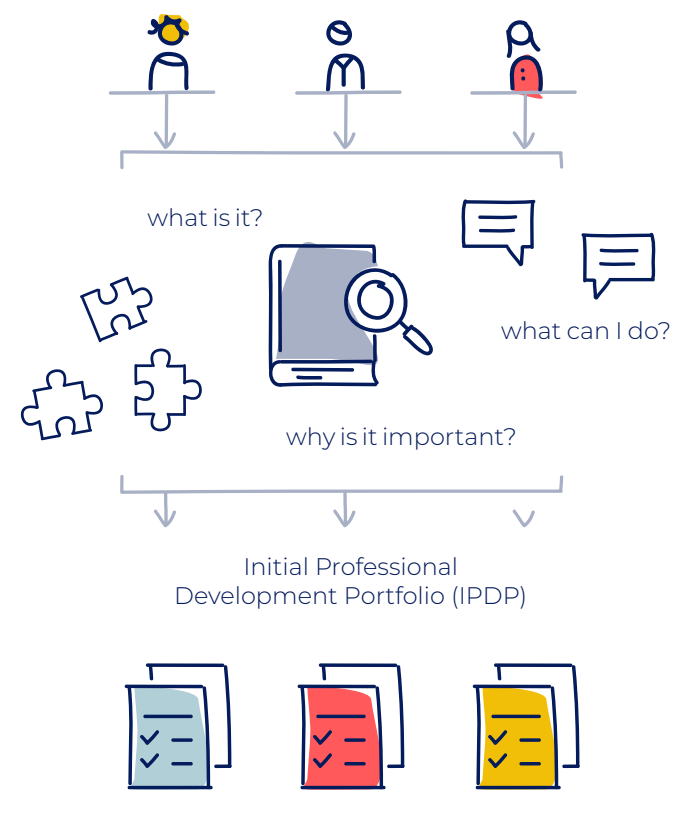 what is it?
what can I do?
why is it important?
Initial Professional
Development Portfolio (IPDP)